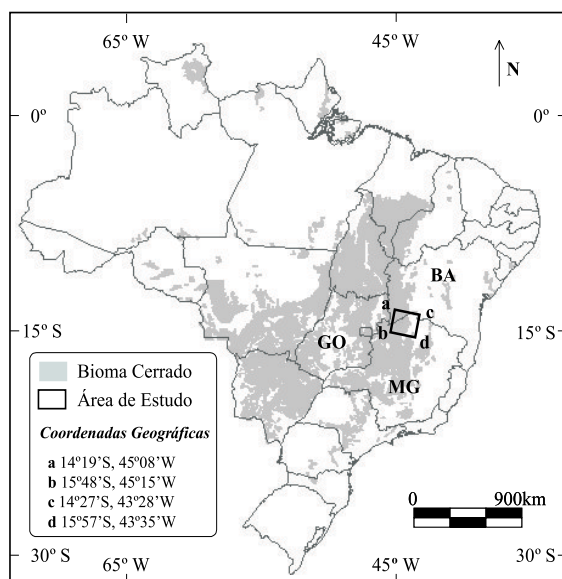 65º W
45º W
N
0º
0º
BA
a
c
15º S
b
d
15º S
GO
MG
Bioma Cerrado
Área de Estudo
Coordenadas Geográficas
a 14º19’S, 45º08’W
b 15º48’S, 45º15’W
c 14º27’S, 43º28’W
d 15º57’S, 43º35’W
0
900km
30º S
30º S
65º W
45º W